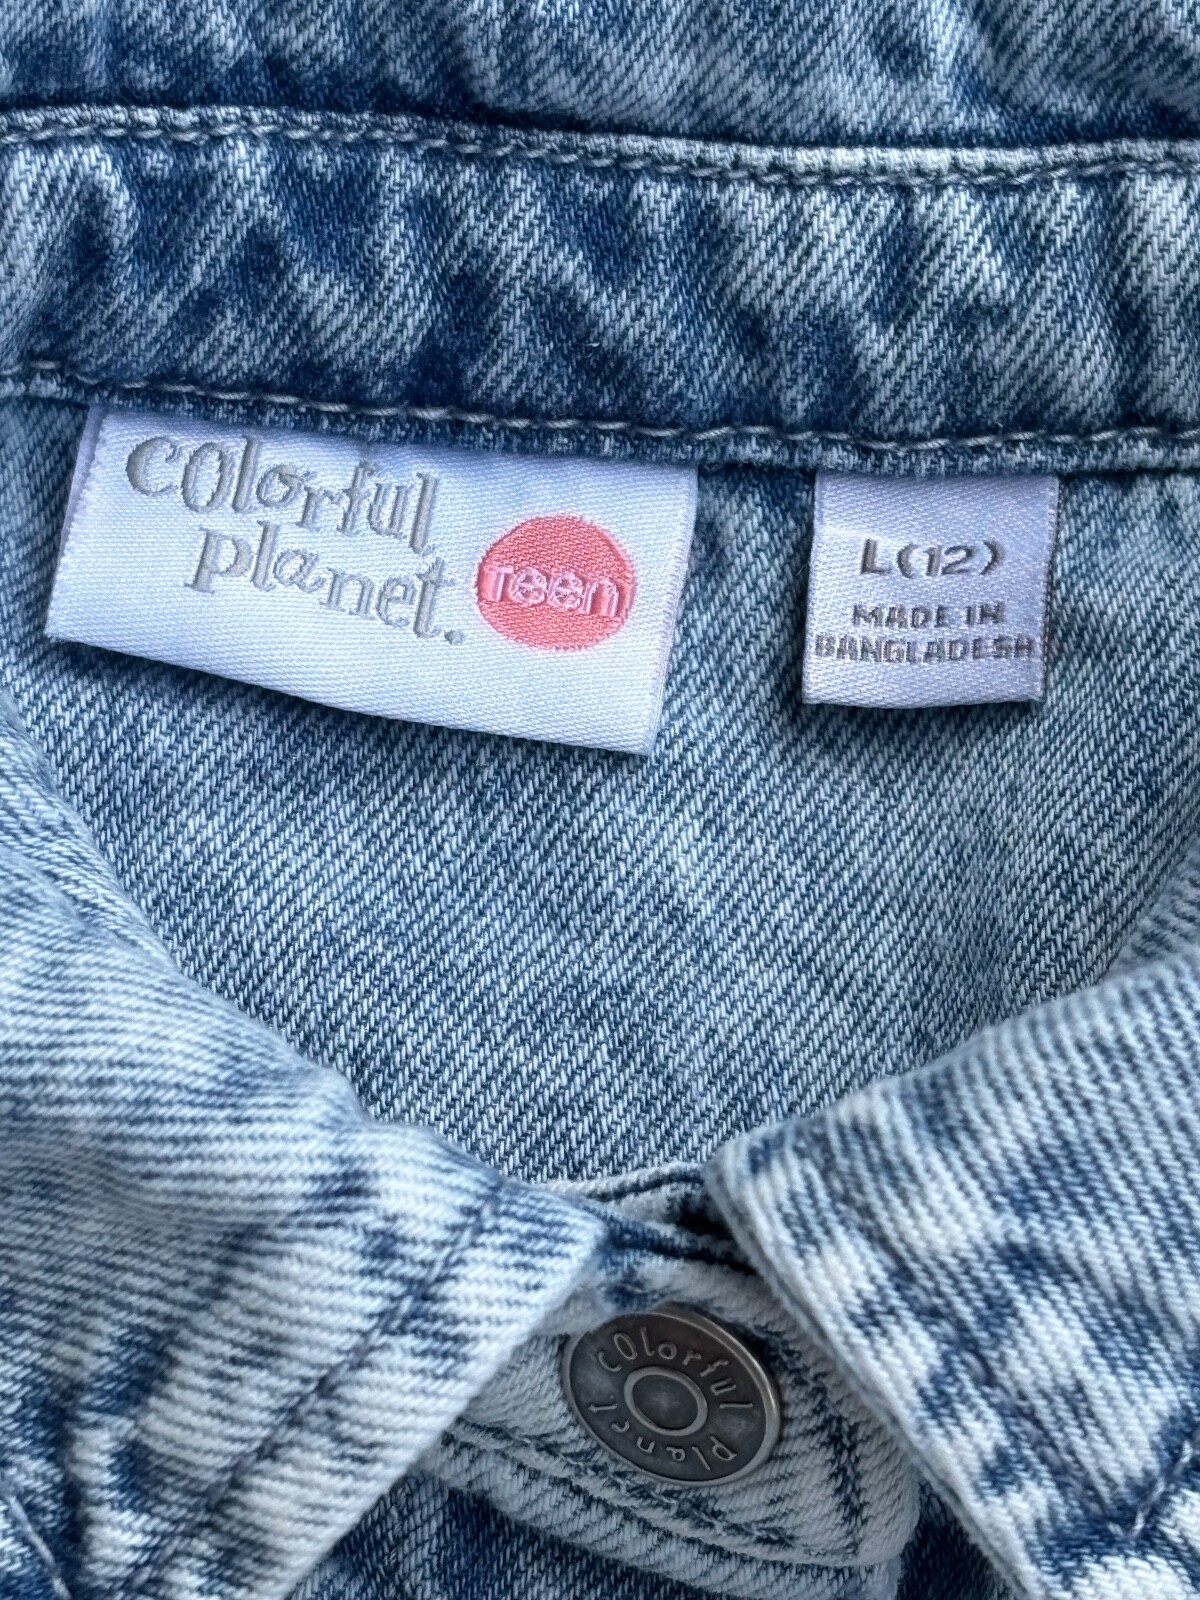 colorful
planet.
Teen
L(12)
MADE IN
BANGLADESH
colorful planet